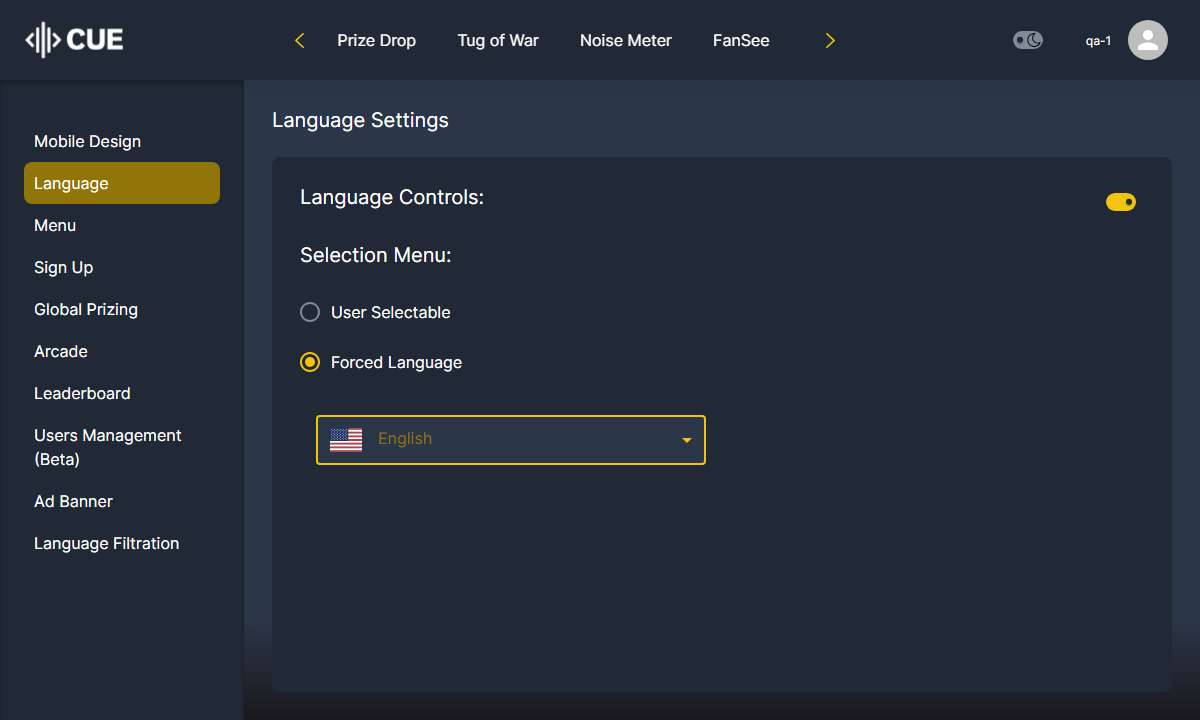 CUE
Prize Drop
Tug of War
Noise Meter
FanSee
qa-1
Mobile Design
Language
Menu
Sign Up
Global Prizing
Arcade
Leaderboard
Users Management
(Beta)
Ad Banner
Language Filtration
Language Settings
Language Controls:
Selection Menu:
User Selectable
Forced Language
English